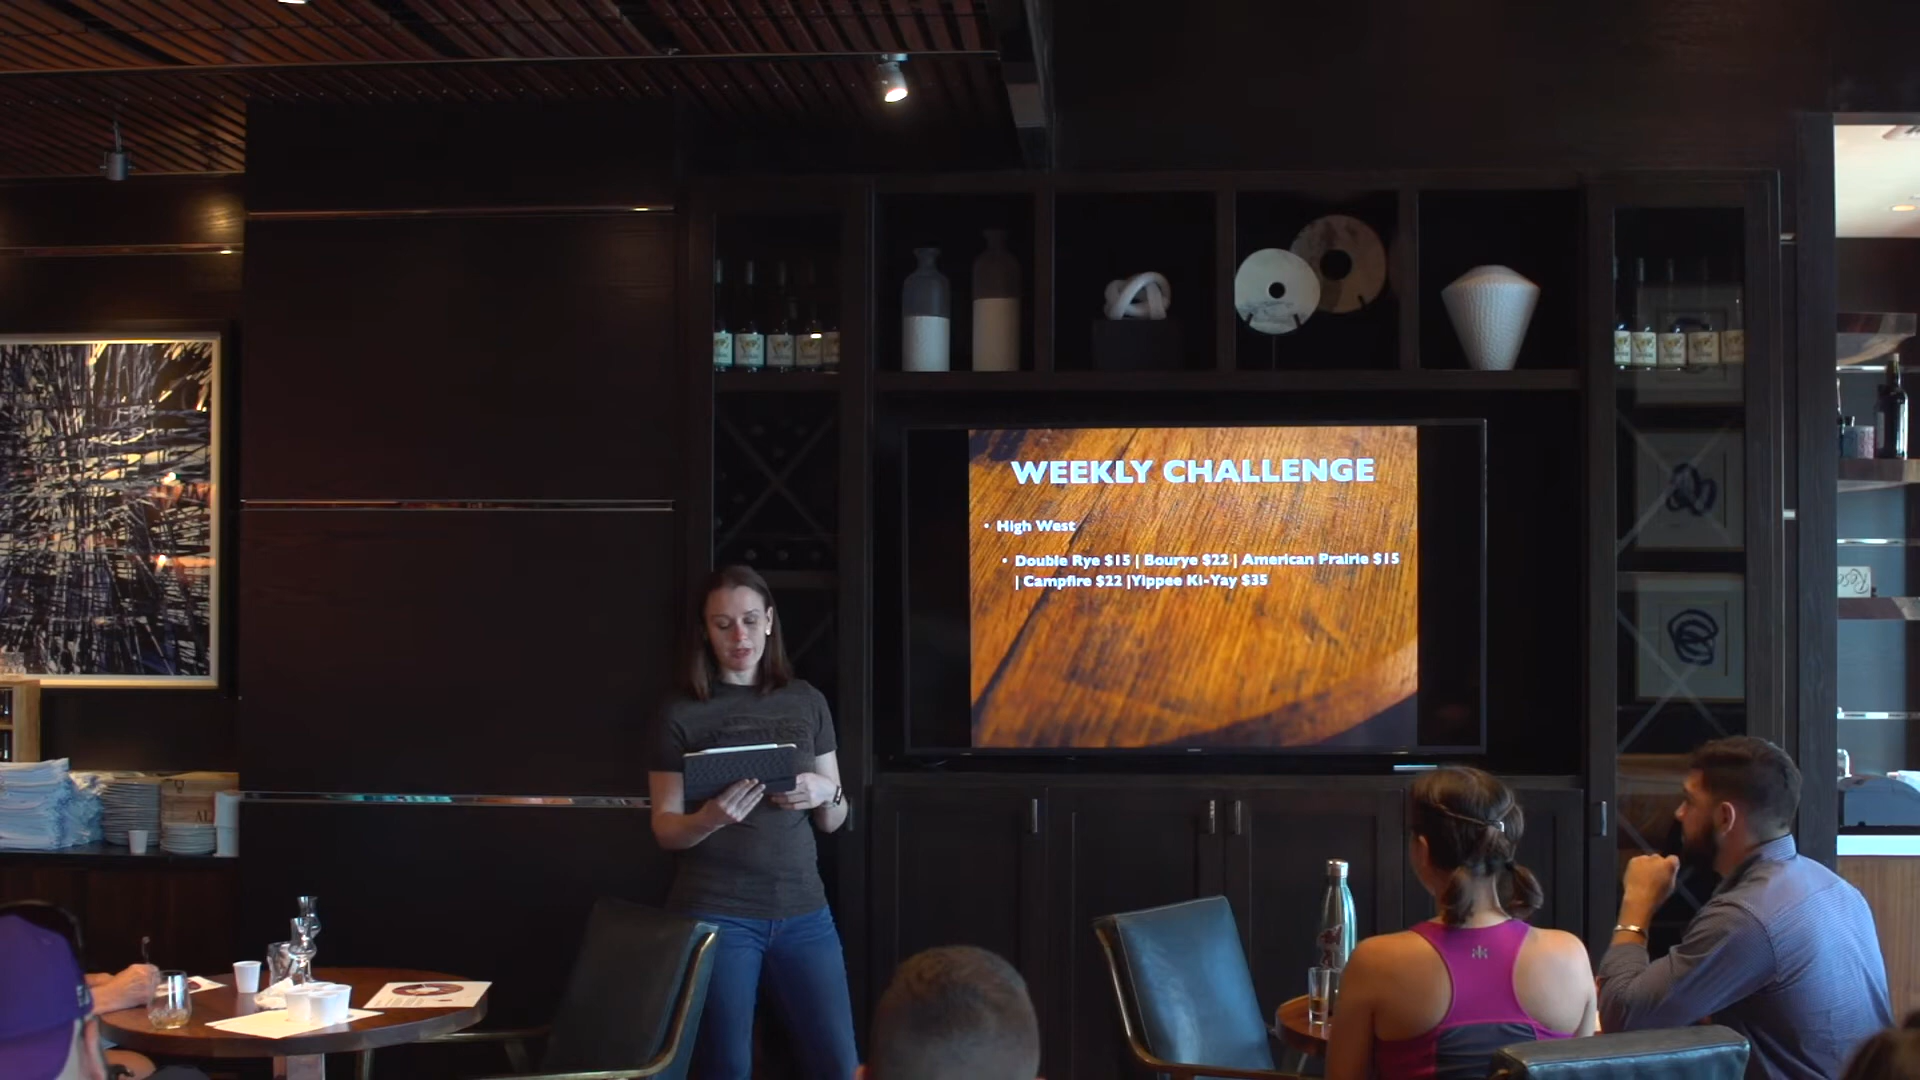 WEEKLY CHALLENGE
• High West
• Double Rye $15 | Bourye $22 | American Prairie $15
| Campfire $22 |Yippee Ki-Yay $35